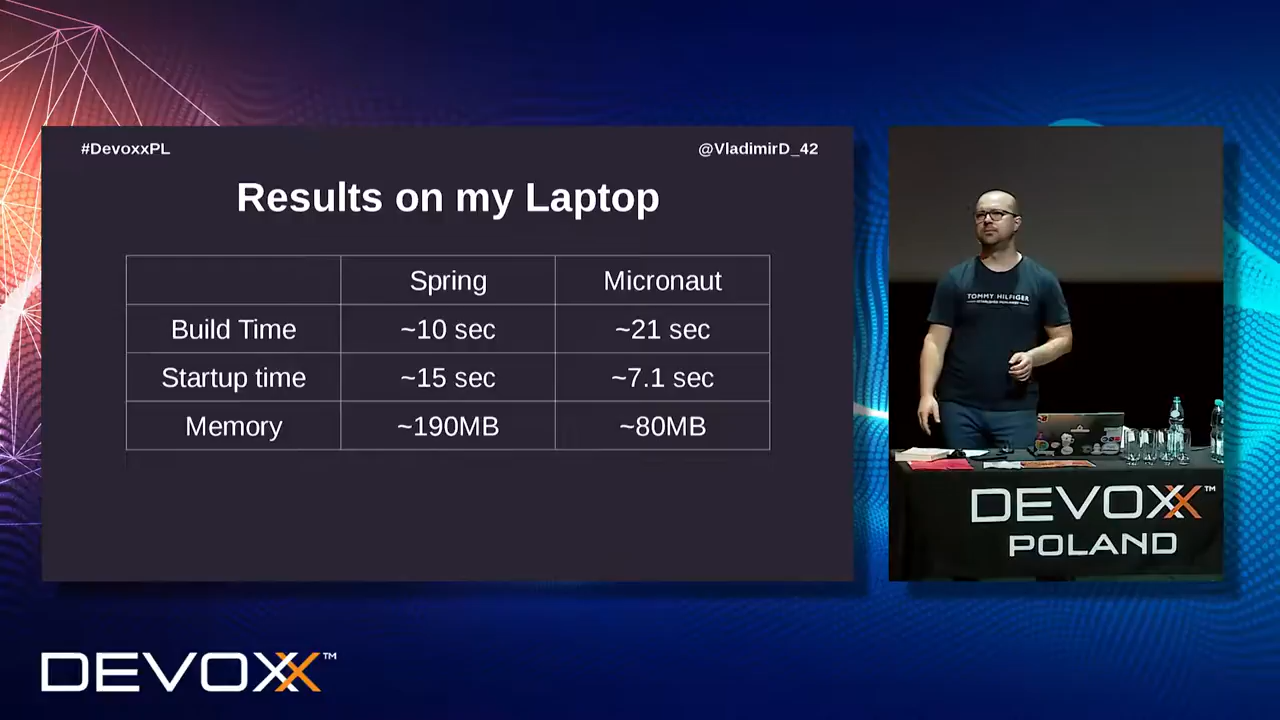 #DevoxxPL @VladimirD_42
Results on my Laptop
Spring Micronaut
Build Time ~10 sec ~21 sec
Startup time ~15 sec ~7.1 sec
Memory ~190MB ~80MB
TOMMY HILFIGER
DEVOXX™
POLAND
DEVOXX™